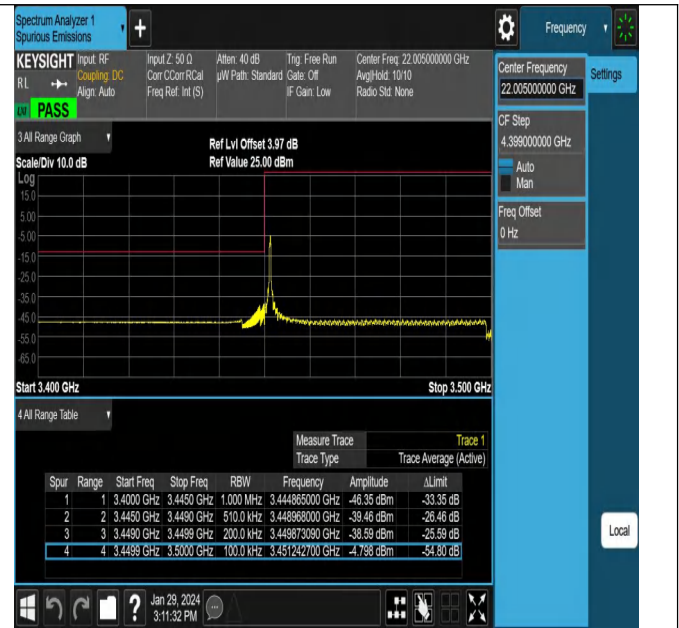 Spectrum Analyzer 1
Spurious Emissions
Frequency
KEYSIGHT Input: RF Input Z: 50 Ω Atten: 40 dB Trig: Free Run Center Freq: 22.005000000 GHz
RL Coupling: DC Corr CCorr RCal µW Path: Standard Gate: Off Avg|Hold: 10/10
Align: Auto Freq Ref: Int (S) IF Gain: Low Radio Std: None
PASS
Center Frequency
22.005000000 GHz
Settings
CF Step
4.399000000 GHz
Auto
Man
Freq Offset
0 Hz
3 All Range Graph
Ref Lvl Offset 3.97 dB
Scale/Div 10.0 dB Ref Value 25.00 dBm
Log
15.0
5.00
-5.00
-15.0
-25.0
-35.0
-45.0
-55.0
-65.0
Start 3.400 GHz Stop 3.500 GHz
4 All Range Table
Measure Trace Trace 1
Trace Type Trace Average (Active)
Spur Range Start Freq Stop Freq RBW Frequency Amplitude ΔLimit
1 1 3.4000 GHz 3.4450 GHz 1.000 MHz 3.444865000 GHz -46.35 dBm -33.35 dB
2 2 3.4450 GHz 3.4490 GHz 510.0 kHz 3.448968000 GHz -39.46 dBm -26.46 dB
3 3 3.4490 GHz 3.4499 GHz 200.0 kHz 3.449873090 GHz -38.59 dBm -25.59 dB
4 4 3.4499 GHz 3.5000 GHz 100.0 kHz 3.451242700 GHz -4.798 dBm -54.80 dB
Local
Jan 29, 2024
3:11:32 PM